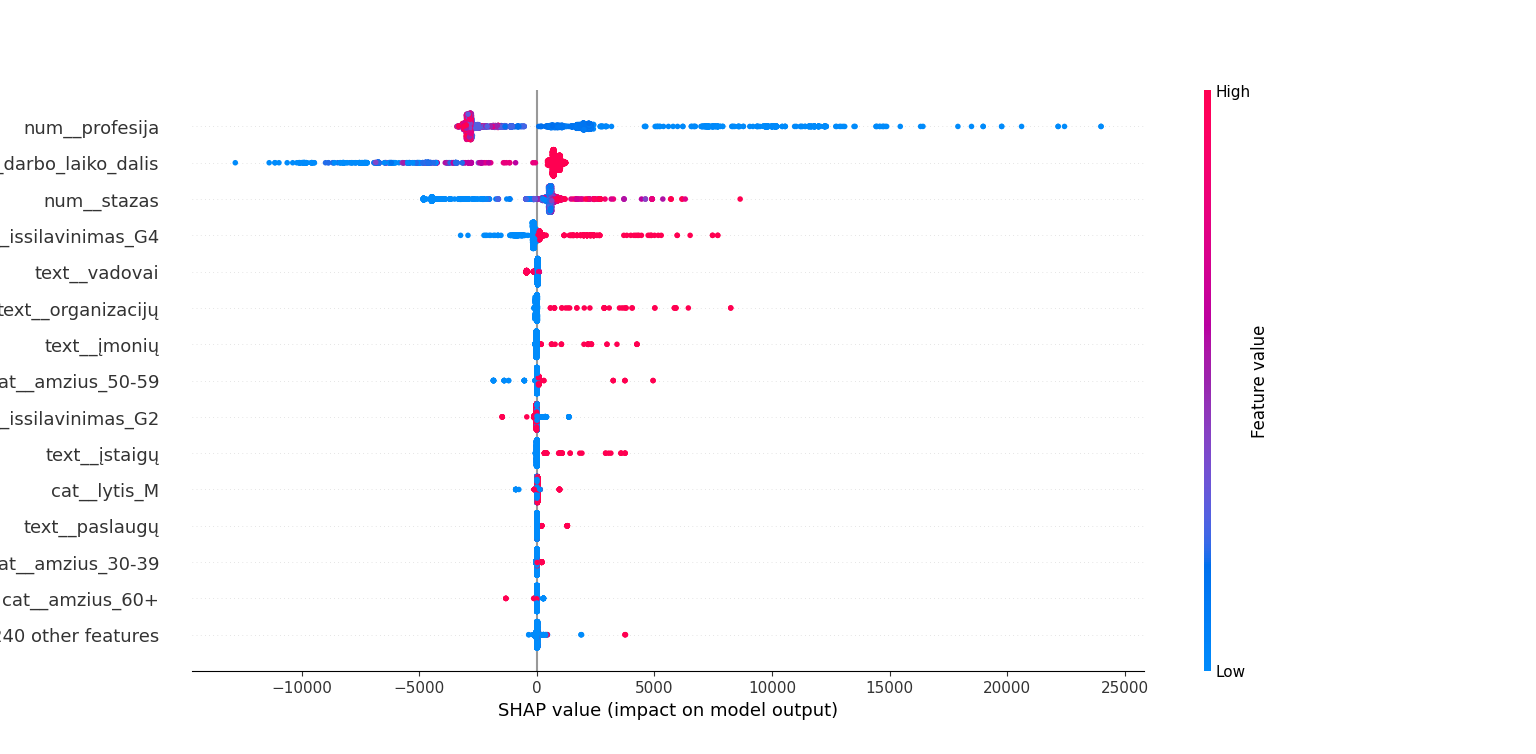 High
num__profesija
_darbo_laiko_dalis
num__stazas
_issilavinimas_G4
text__vadovai
text__organizacijų
text__įmonių
at__amzius_50-59
_issilavinimas_G2
text__įstaigų
cat__lytis_M
text__paslaugų
at__amzius_30-39
cat__amzius_60+
240 other features
Feature value
Low
−10000 −5000 0 5000 10000 15000 20000 25000
SHAP value (impact on model output)